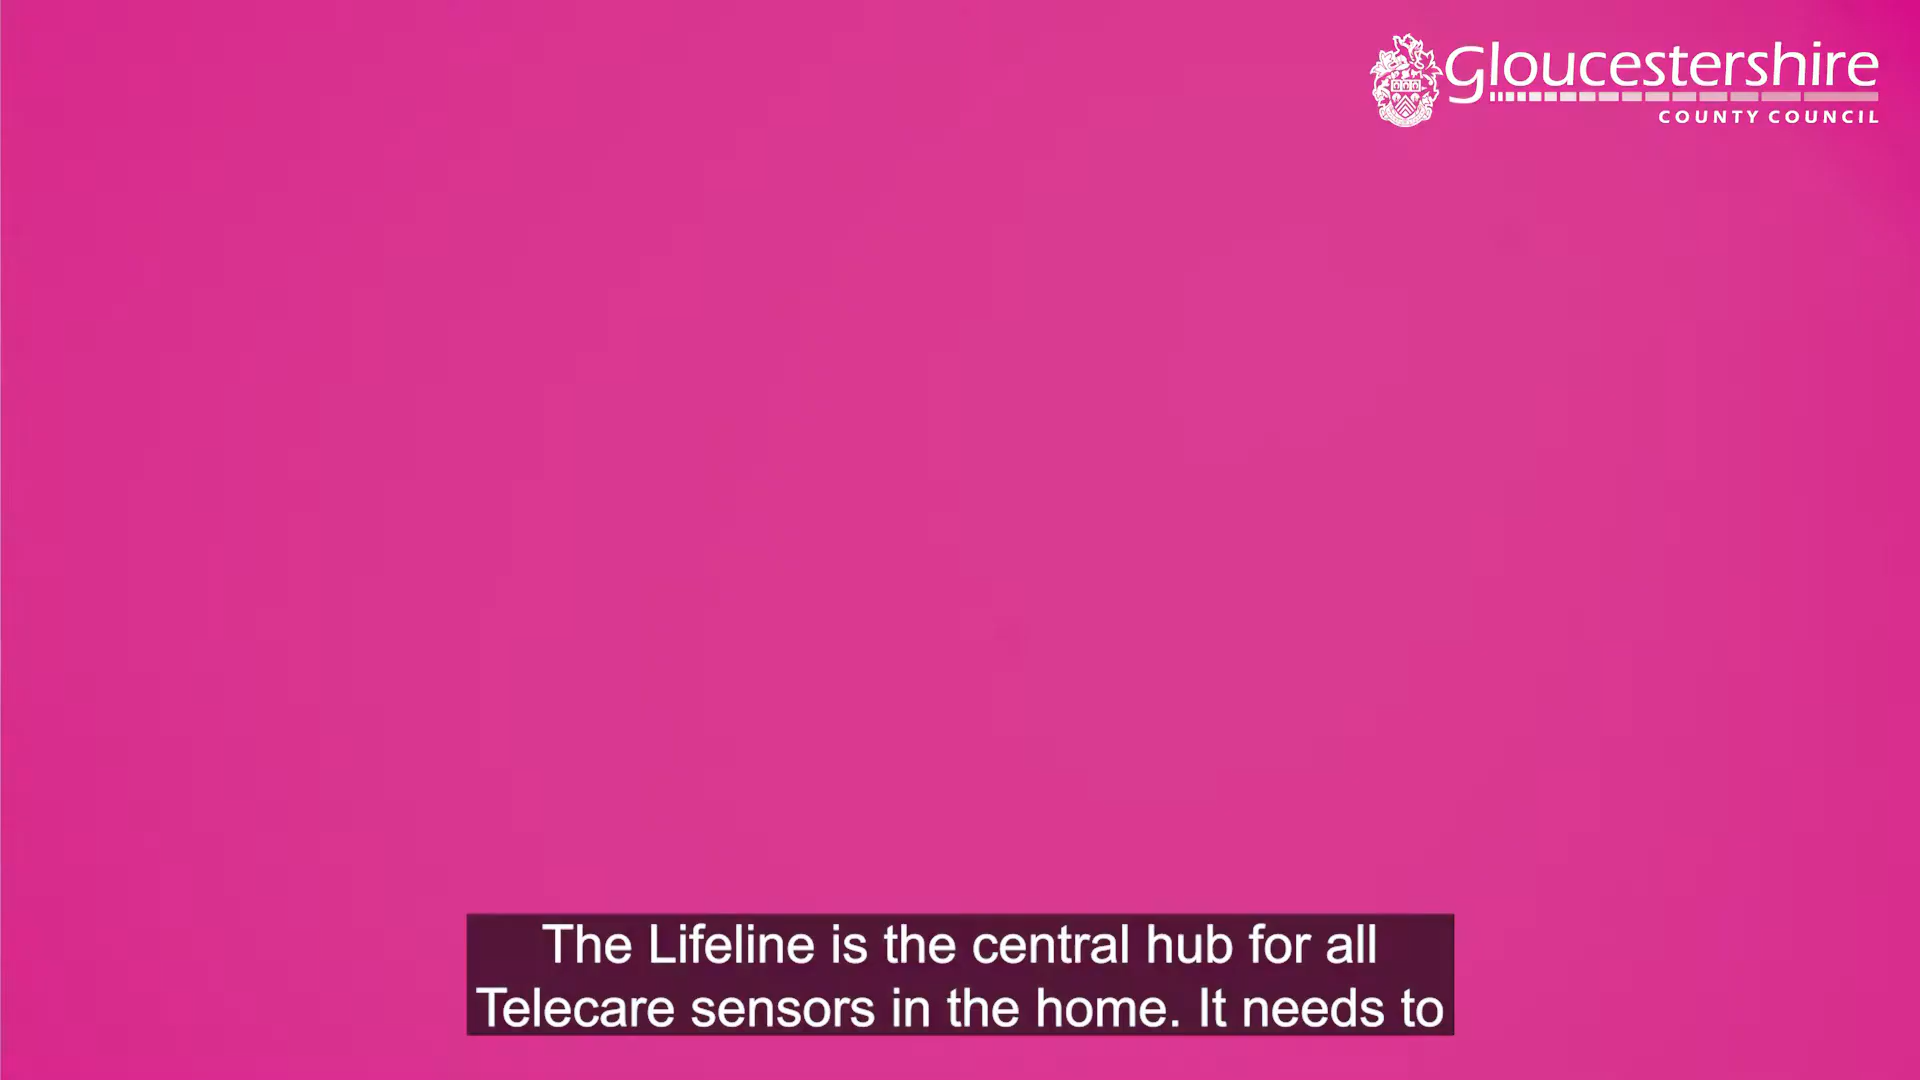 Gloucestershire
COUNTY COUNCIL
The Lifeline is the central hub for all
Telecare sensors in the home. It needs to